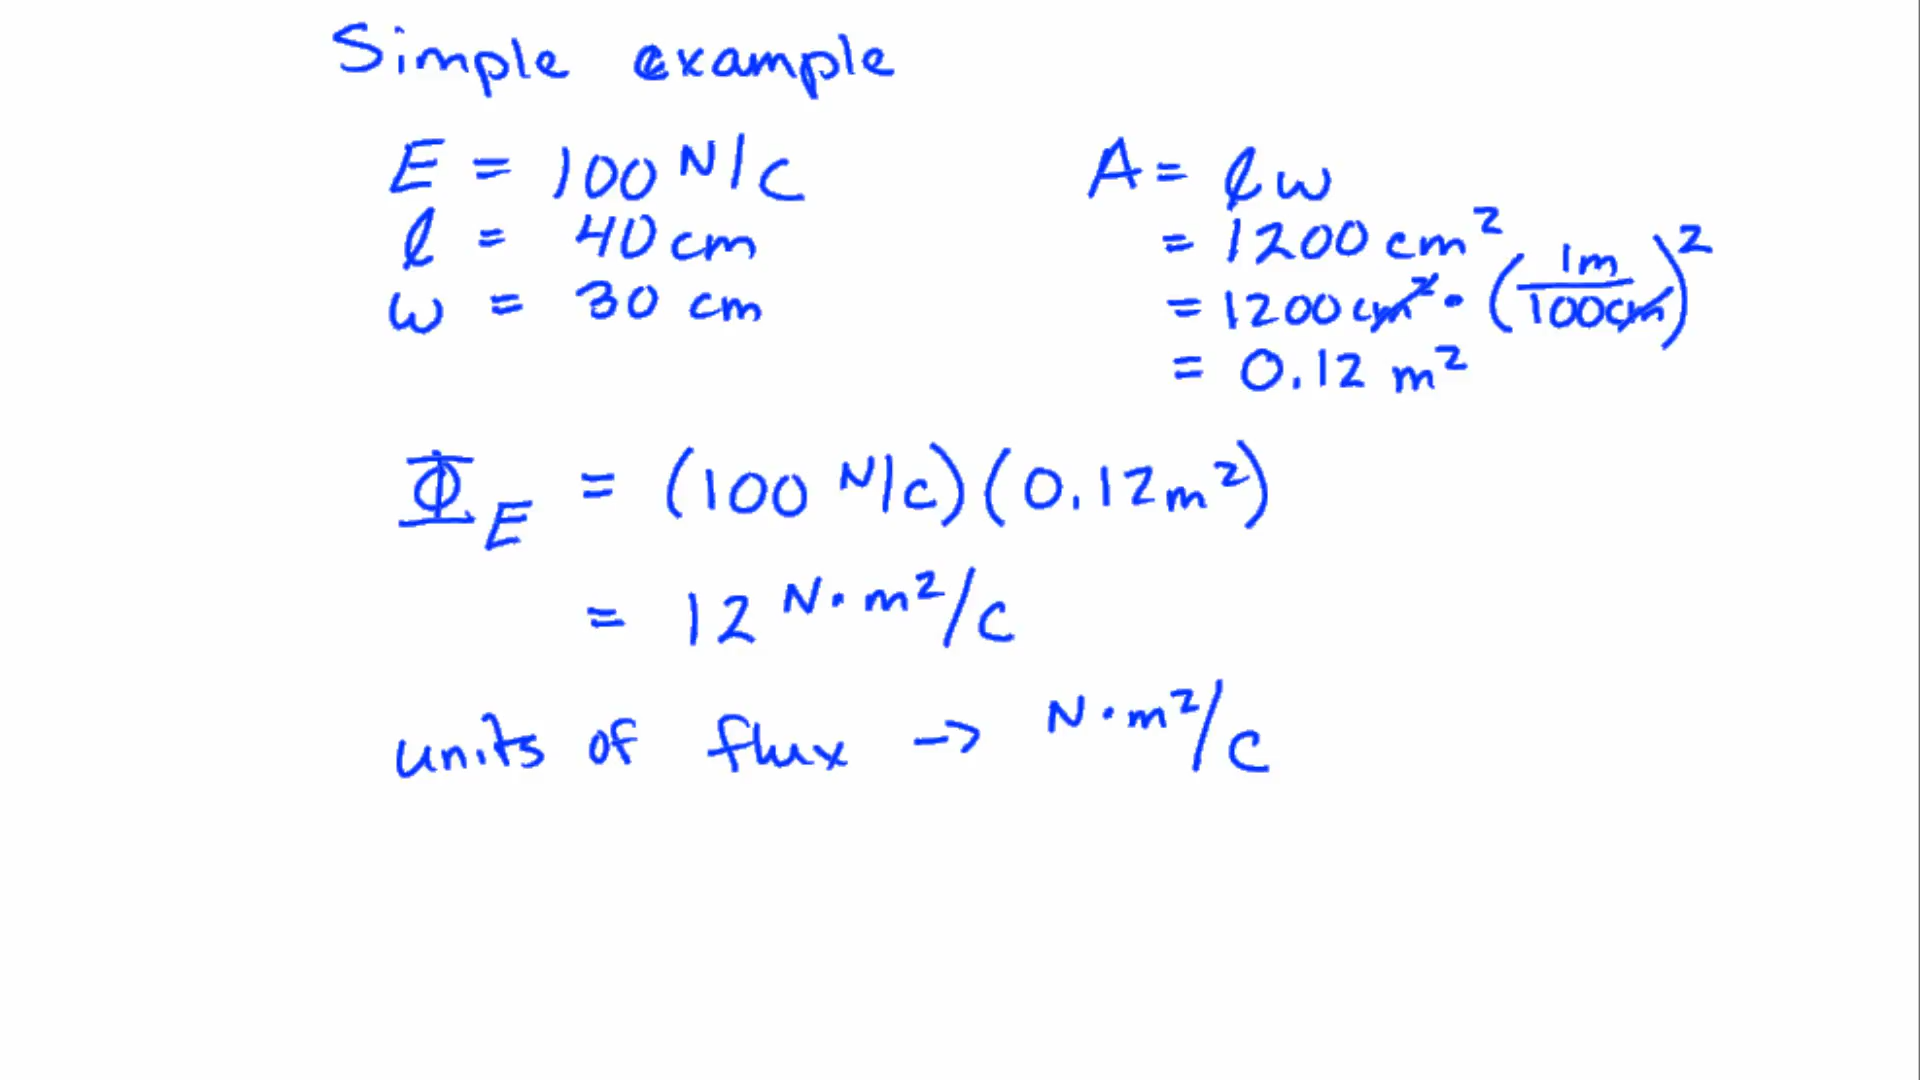 Simple example
E = 100 N/C
ℓ = 40 cm
w = 30 cm
A = ℓw
= 1200 cm²
= 1200 cm² · (1m/100cm)²
= 0.12 m²
Φ_E = (100 N/C)(0.12m²)
= 12 N·m²/C
units of flux → N·m²/C